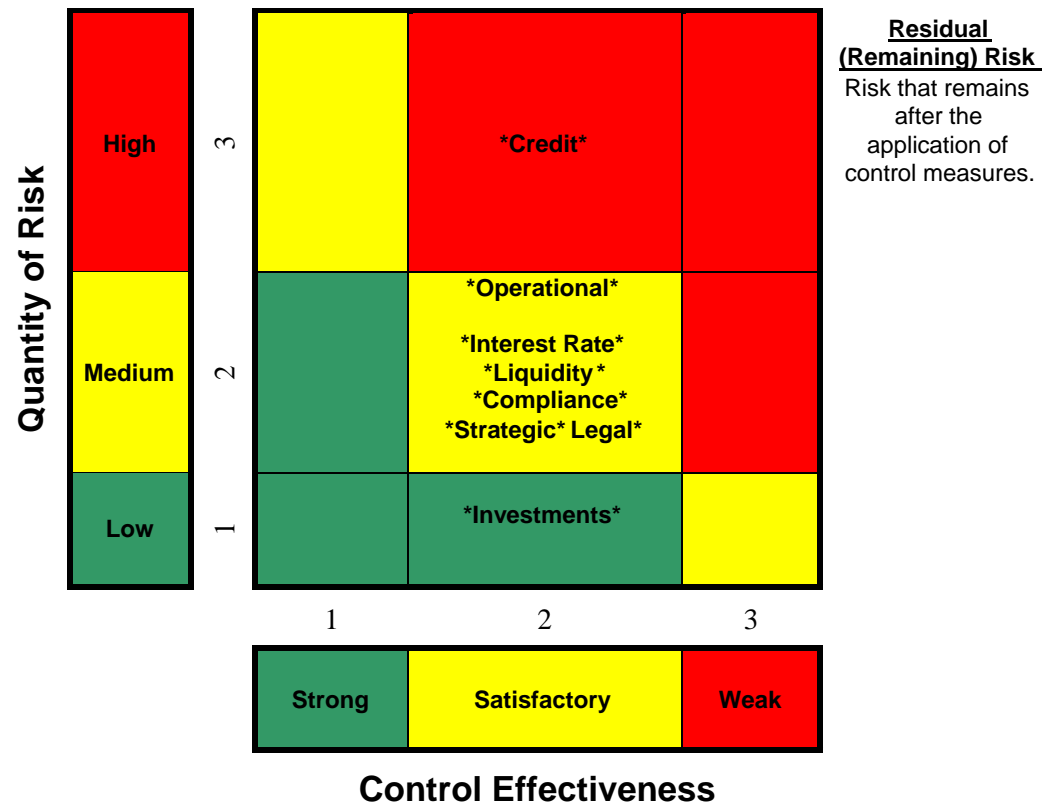 Residual
(Remaining) Risk
Risk that remains
after the
application of
control measures.
Quantity of Risk
High
3
*Credit*
Medium
2
*Operational*
*Interest Rate*
*Liquidity*
*Compliance*
*Strategic* Legal*
Low
1
*Investments*
1 2 3
Strong Satisfactory Weak
Control Effectiveness